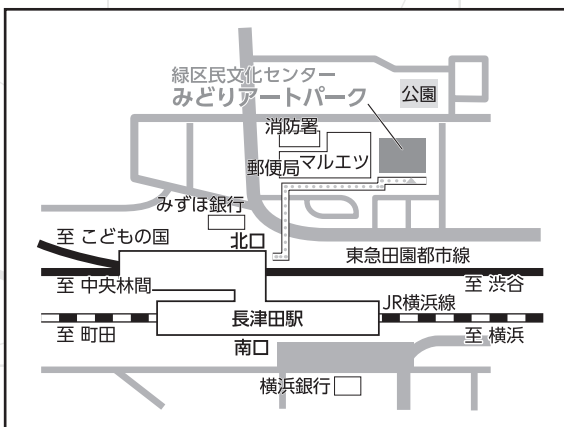 緑区民文化センター
みどりアートパーク
公園
消防署
郵便局
マルエツ
みずほ銀行
北口
至 こどもの国
東急田園都市線
至 中央林間
至 渋谷
JR横浜線
長津田駅
至 町田
至 横浜
南口
横浜銀行